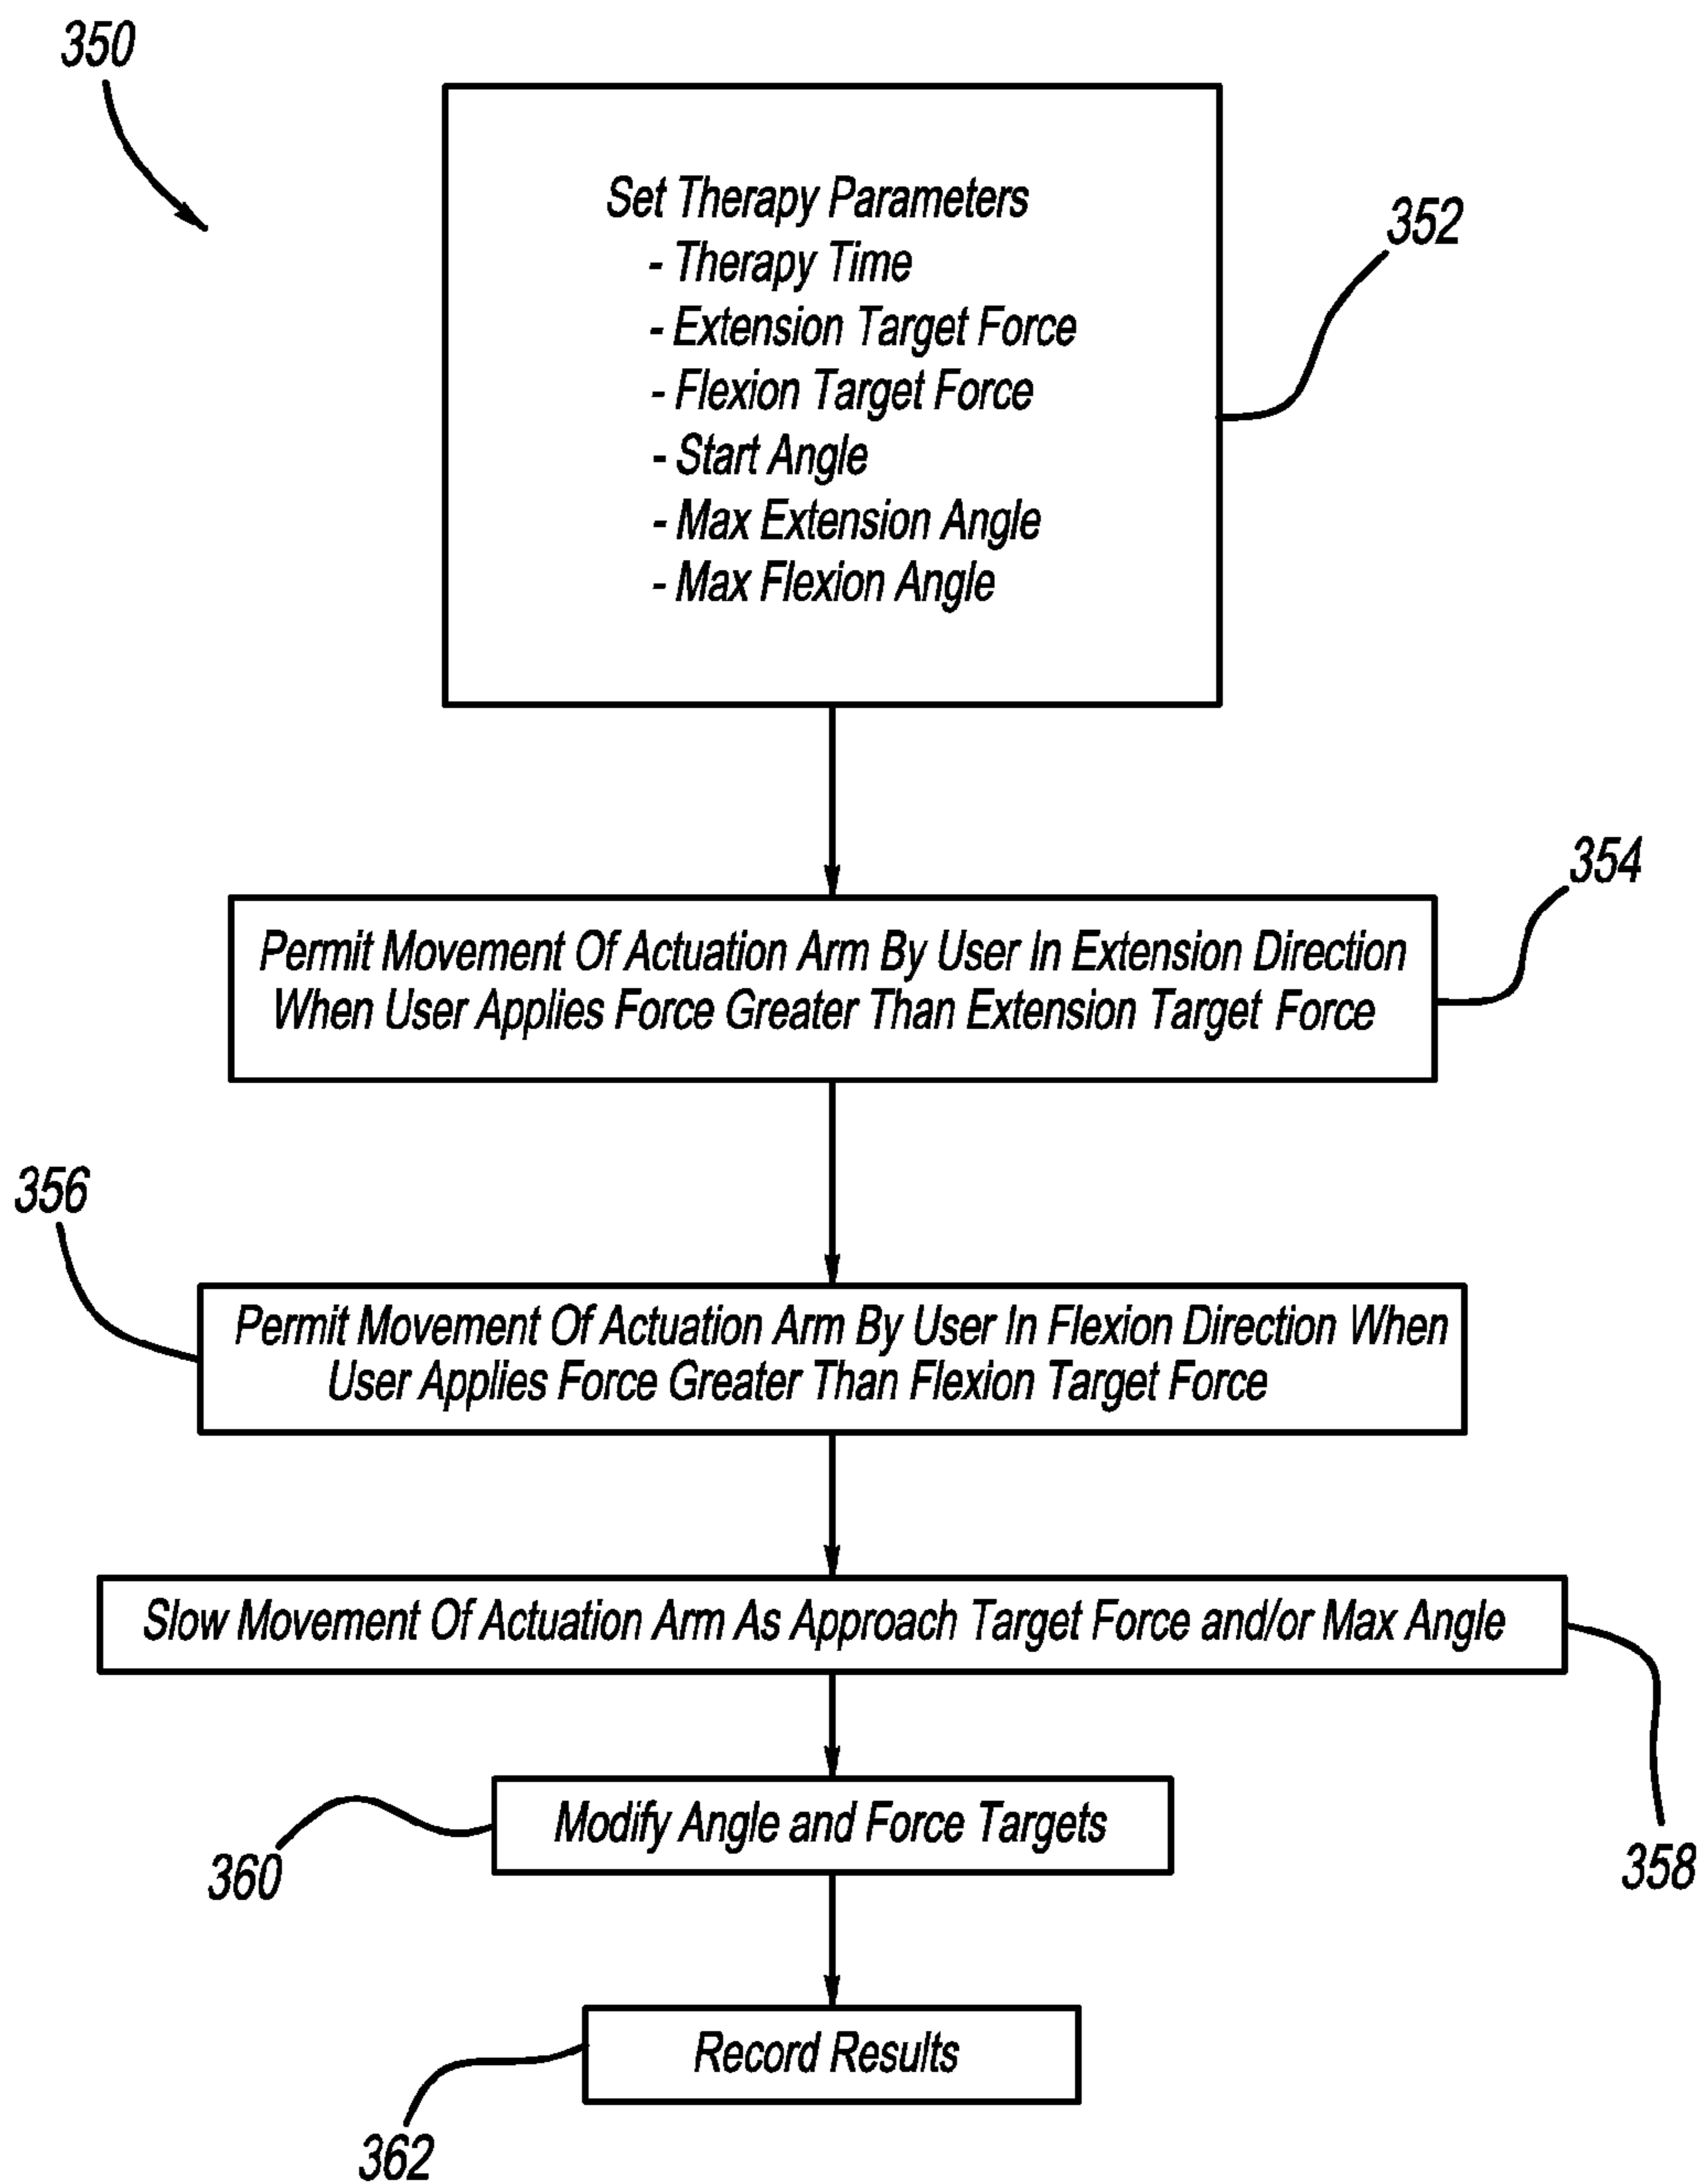 350
Set Therapy Parameters
- Therapy Time
- Extension Target Force
- Flexion Target Force
- Start Angle
- Max Extension Angle
- Max Flexion Angle
352
354
Permit Movement Of Actuation Arm By User In Extension Direction
When User Applies Force Greater Than Extension Target Force
356
Permit Movement Of Actuation Arm By User In Flexion Direction When
User Applies Force Greater Than Flexion Target Force
Slow Movement Of Actuation Arm As Approach Target Force and/or Max Angle
358
Modify Angle and Force Targets
360
Record Results
362